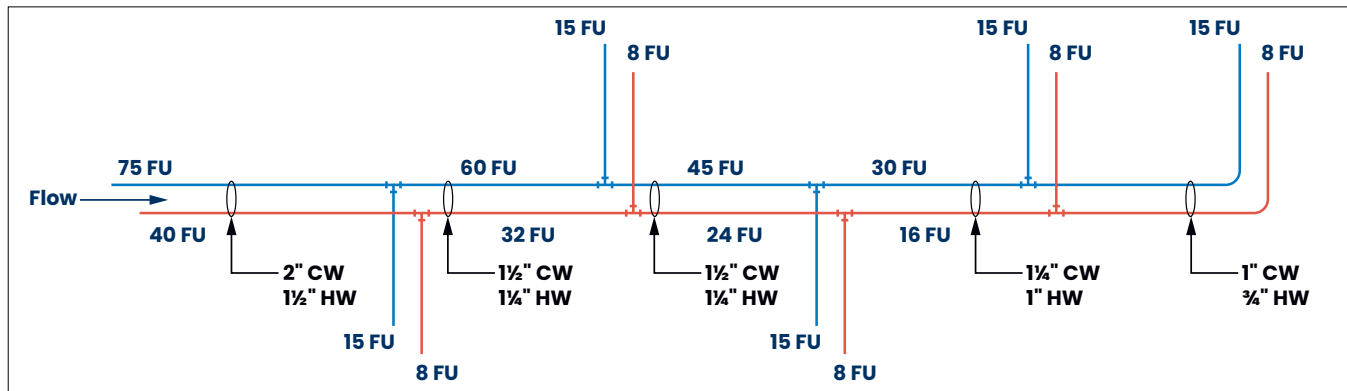 15 FU
8 FU
15 FU
8 FU
15 FU
8 FU
75 FU
60 FU
45 FU
30 FU
Flow
40 FU
32 FU
24 FU
16 FU
2" CW
1½" HW
1½" CW
1¼" HW
1½" CW
1¼" HW
1¼" CW
1" HW
1" CW
¾" HW
15 FU
8 FU
15 FU
8 FU